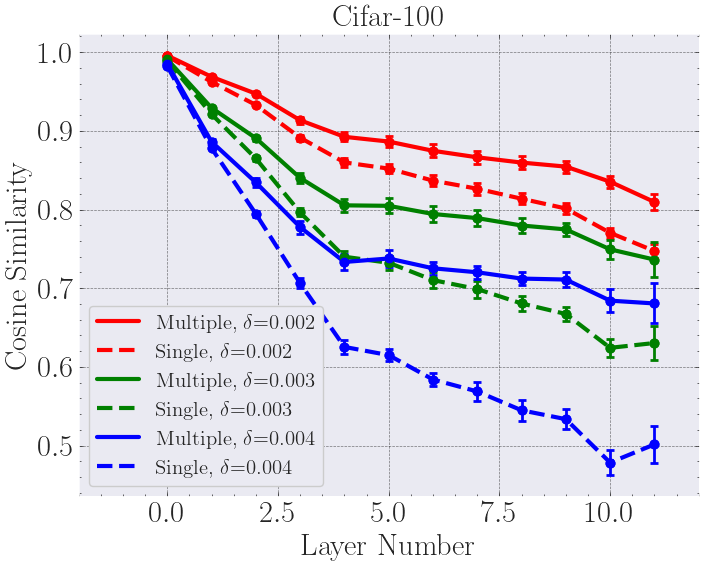 Cifar-100
1.0
0.9
0.8
0.7
0.6
0.5
Cosine Similarity
Multiple, δ=0.002
Single, δ=0.002
Multiple, δ=0.003
Single, δ=0.003
Multiple, δ=0.004
Single, δ=0.004
0.0 2.5 5.0 7.5 10.0
Layer Number